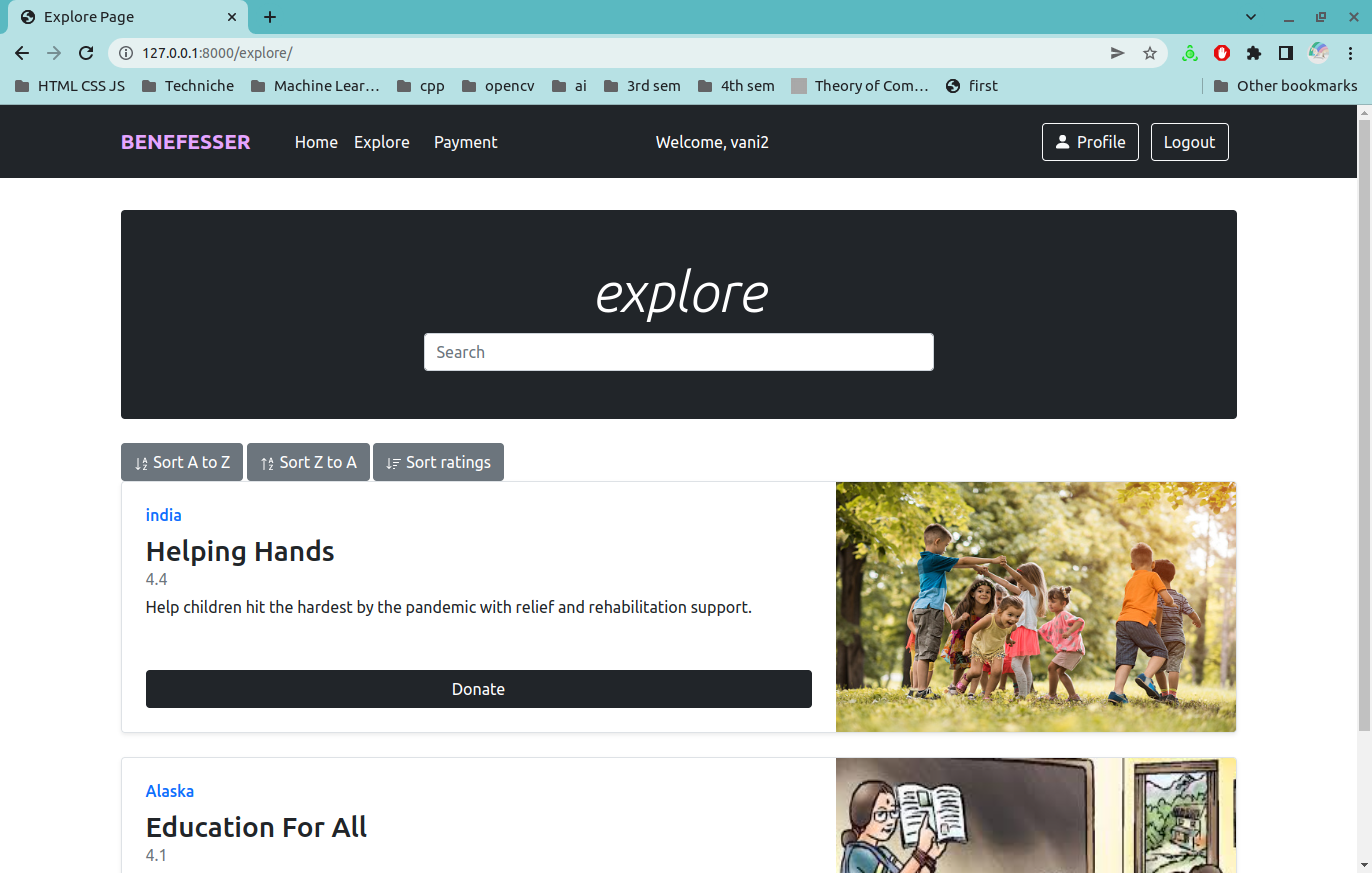 Explore Page
127.0.0.1:8000/explore/
HTML CSS JS Techniche Machine Lear... cpp opencv ai 3rd sem 4th sem Theory of Com... first Other bookmarks
BENEFESSER Home Explore Payment Welcome, vani2 Profile Logout
explore
Search
Sort A to Z Sort Z to A Sort ratings
india
Helping Hands
4.4
Help children hit the hardest by the pandemic with relief and rehabilitation support.
Donate
Alaska
Education For All
4.1